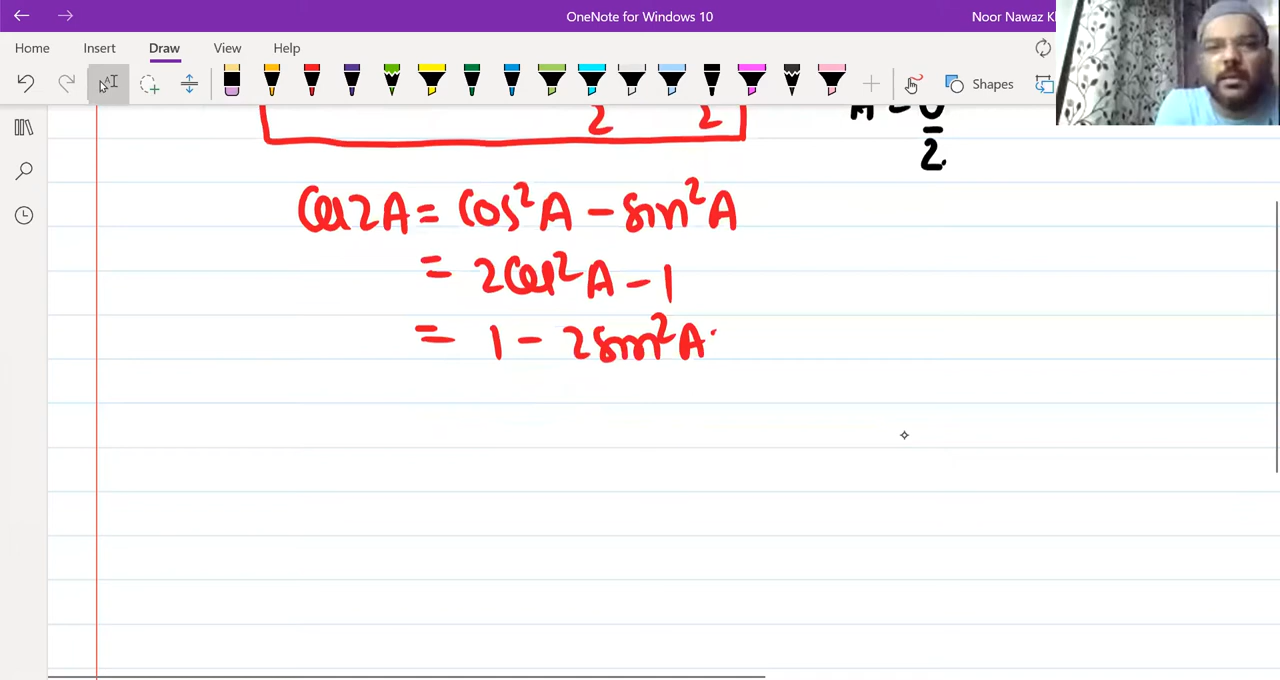 OneNote for Windows 10
Noor Nawaz Kh
Home Insert Draw View Help
Shapes
2 2
A = θ
2.
Cos2A = Cos²A - Sin²A
= 2Cos²A - 1
= 1 - 2Sin²A